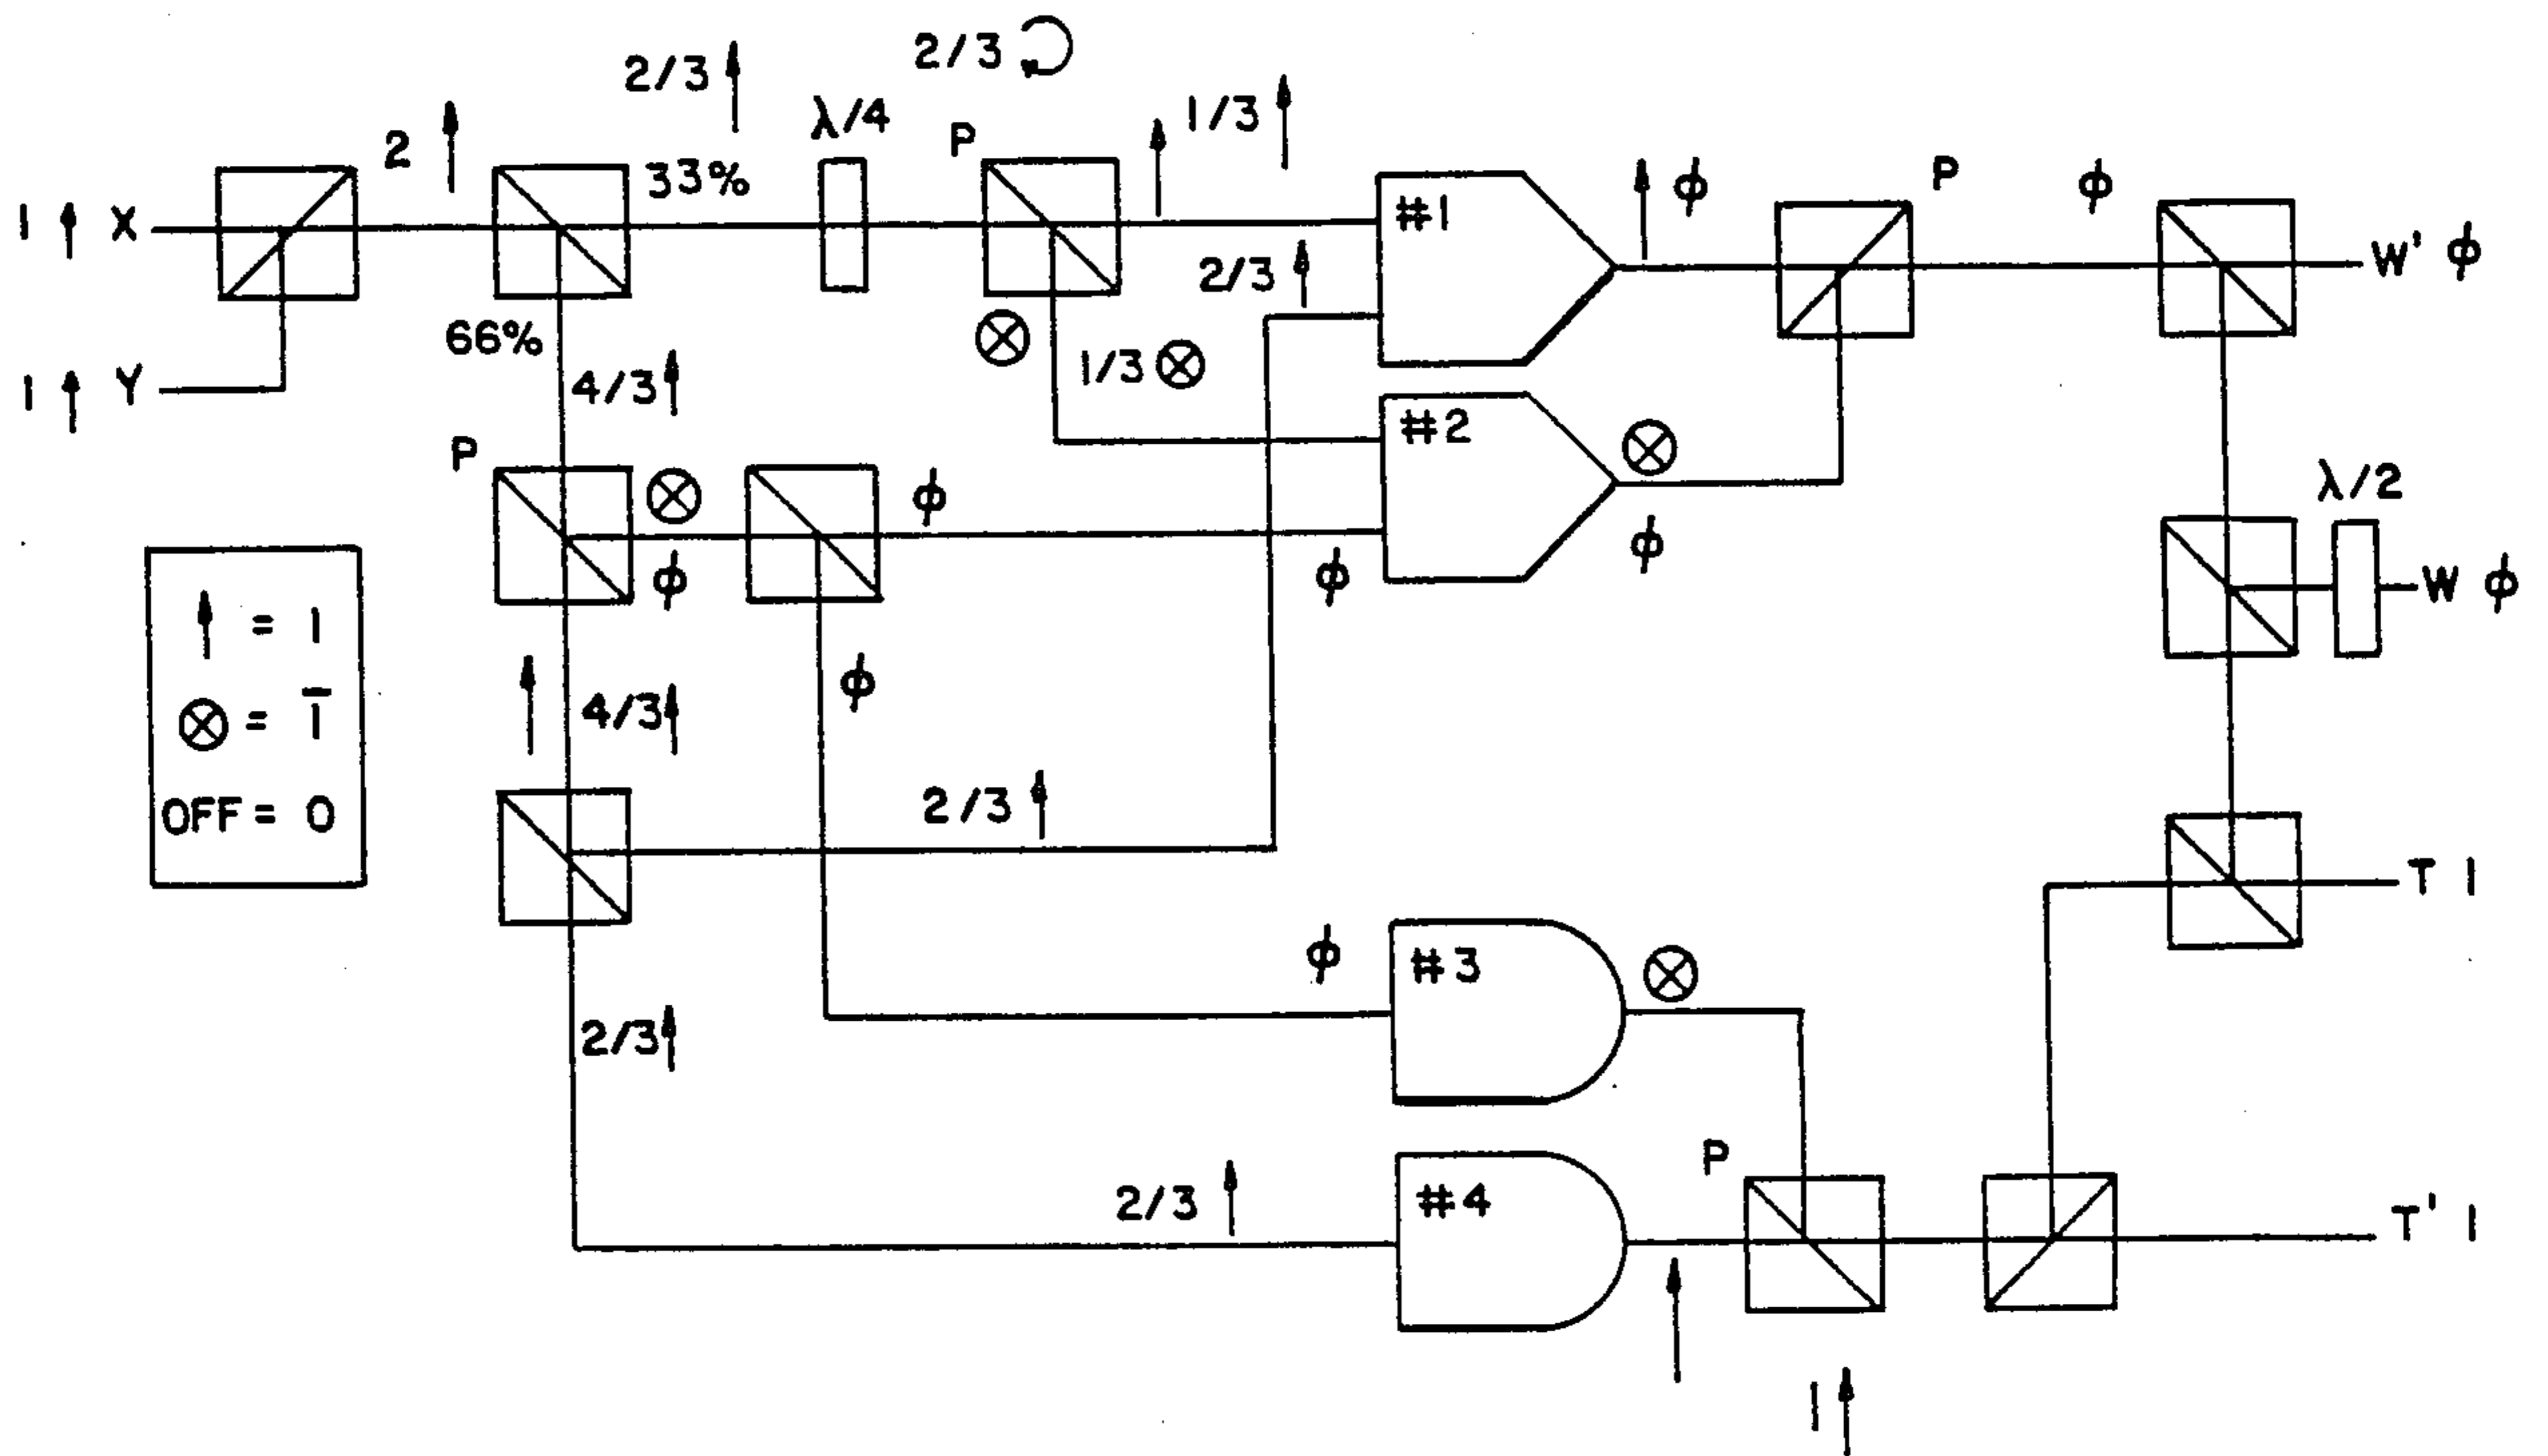 2/3 ↑
2/3 ↻
λ/4
P
1/3 ↑
2 ↑
33%
1 ↑ X
#1
↑ ϕ
P
ϕ
W' ϕ
2/3 ↑
66%
⊗
1/3 ⊗
1 ↑ Y
4/3 ↑
#2
⊗
P
⊗
ϕ
λ/2
ϕ
ϕ
ϕ
W ϕ
↑ = 1
ϕ
⊗ = 1̄
4/3 ↑
OFF = 0
2/3 ↑
T 1
ϕ
#3
⊗
2/3 ↑
P
2/3 ↑
#4
T' 1
1 ↑